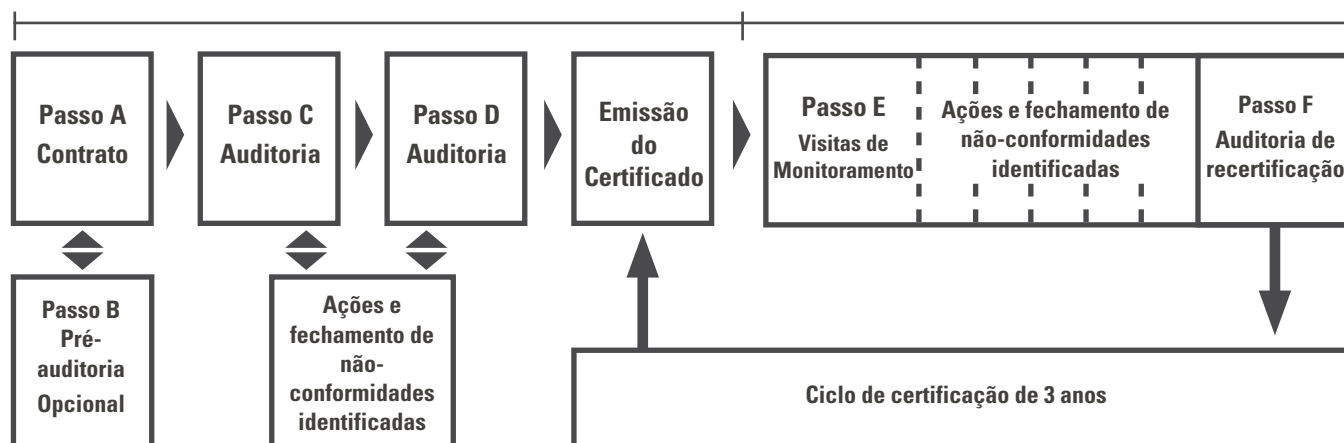 Passo A
Contrato
Passo C
Auditoria
Passo D
Auditoria
Emissão
do
Certificado
Passo E
Visitas de
Monitoramento
Ações e fechamento de
não-conformidades
identificadas
Passo F
Auditoria de
recertificação
Passo B
Pré-
auditoria
Opcional
Ações e
fechamento de
não-
conformidades
identificadas
Ciclo de certificação de 3 anos